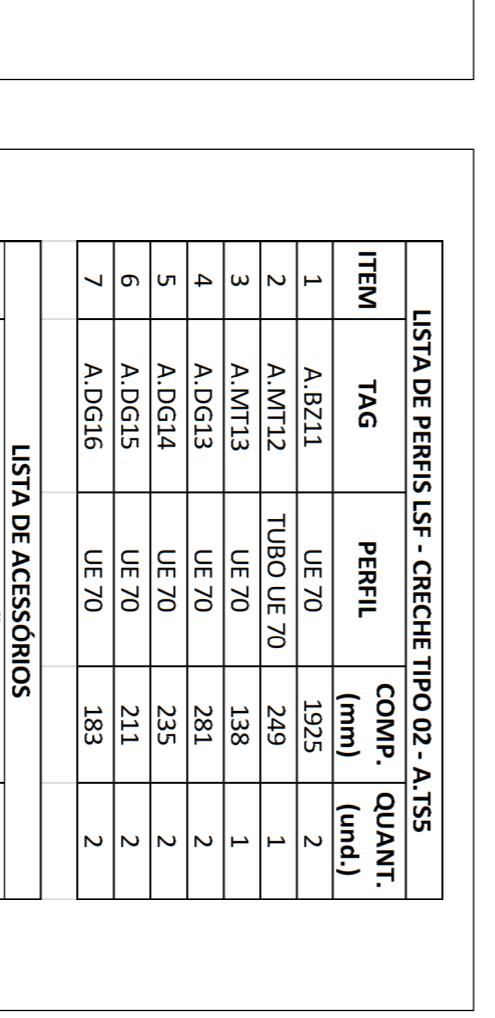 LISTA DE PERFIS LSF - CRECHE TIPO 02 - A.TS5
ITEM TAG PERFIL COMP. (mm) QUANT. (und.)
1 A.BZ11 UE 70 1925 2
2 A.MT12 TUBO UE 70 249 1
3 A.MT13 UE 70 138 1
4 A.DG13 UE 70 281 2
5 A.DG14 UE 70 235 2
6 A.DG15 UE 70 211 2
7 A.DG16 UE 70 183 2
LISTA DE ACESSÓRIOS